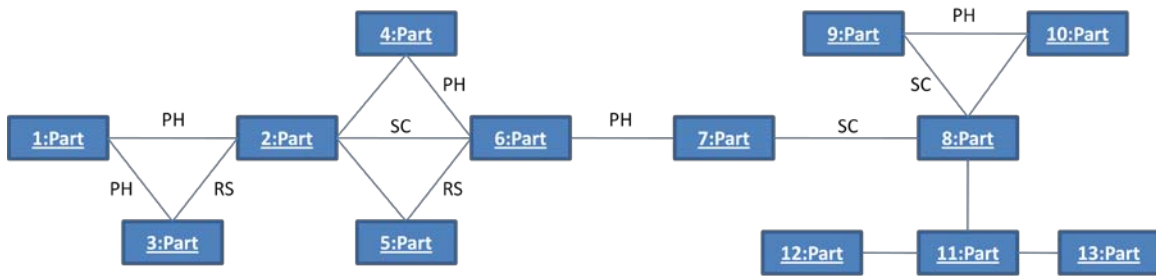 9:Part
PH
10:Part
4:Part
PH
SC
1:Part
PH
2:Part
SC
6:Part
PH
7:Part
SC
8:Part
PH
RS
RS
3:Part
5:Part
12:Part
11:Part
13:Part